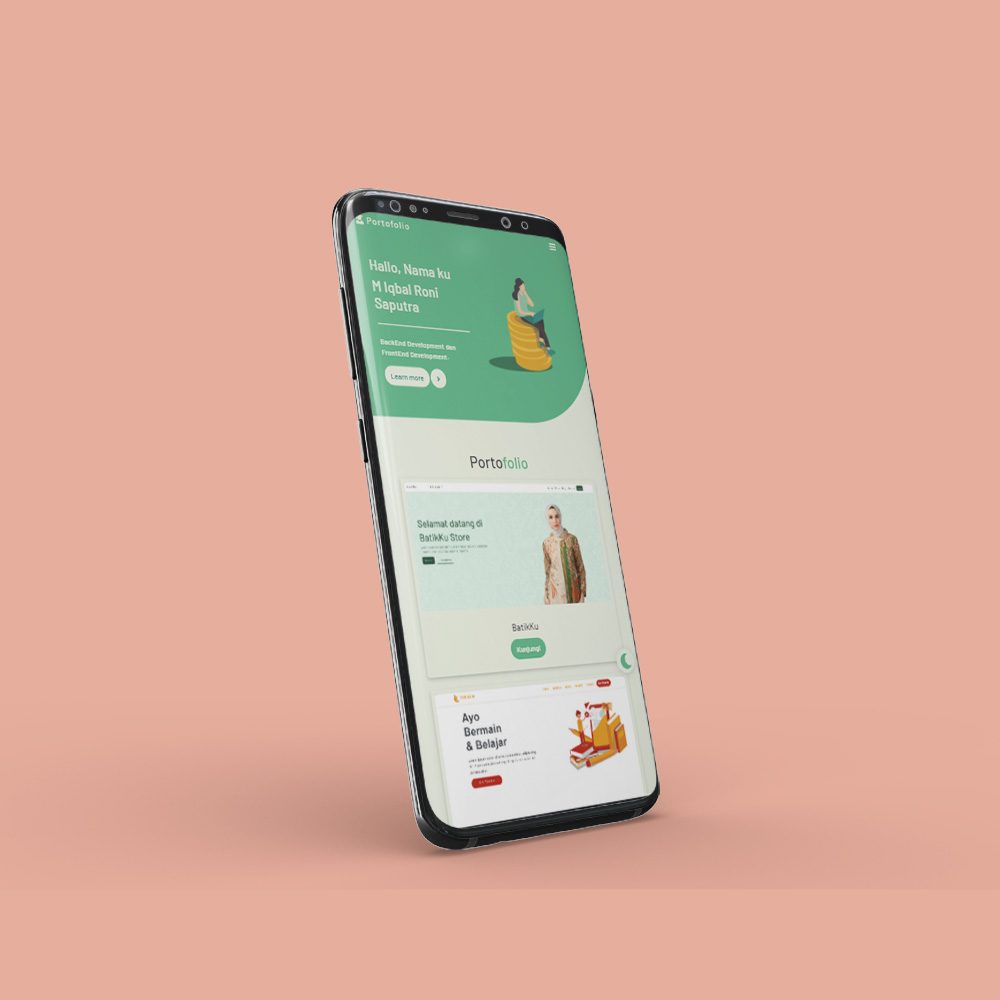 Portofolio
Hallo, Nama ku
M Iqbal Roni
Saputra
BackEnd Development dan
FrontEnd Development.
Learn more
Portofolio
Selamat datang di
BatikKu Store
BatikKu
Kunjungi
Ayo
Bermain
& Belajar